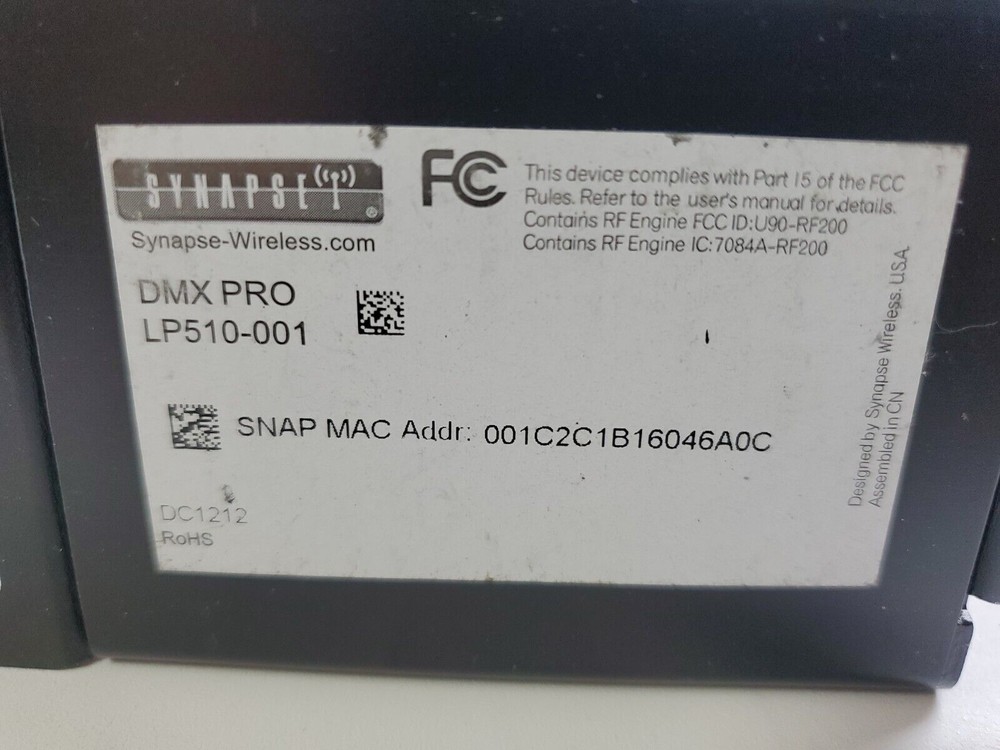 SYNAPSE
®
Synapse-Wireless.com
FC
This device complies with Part 15 of the FCC
Rules. Refer to the user's manual for details.
Contains RF Engine FCC ID:U90-RF200
Contains RF Engine IC:7084A-RF200
DMX PRO
LP510-001
SNAP MAC Addr: 001C2C1B16046A0C
DC1212
RoHS
Designed by Synapse Wireless. USA
Assembled in CN